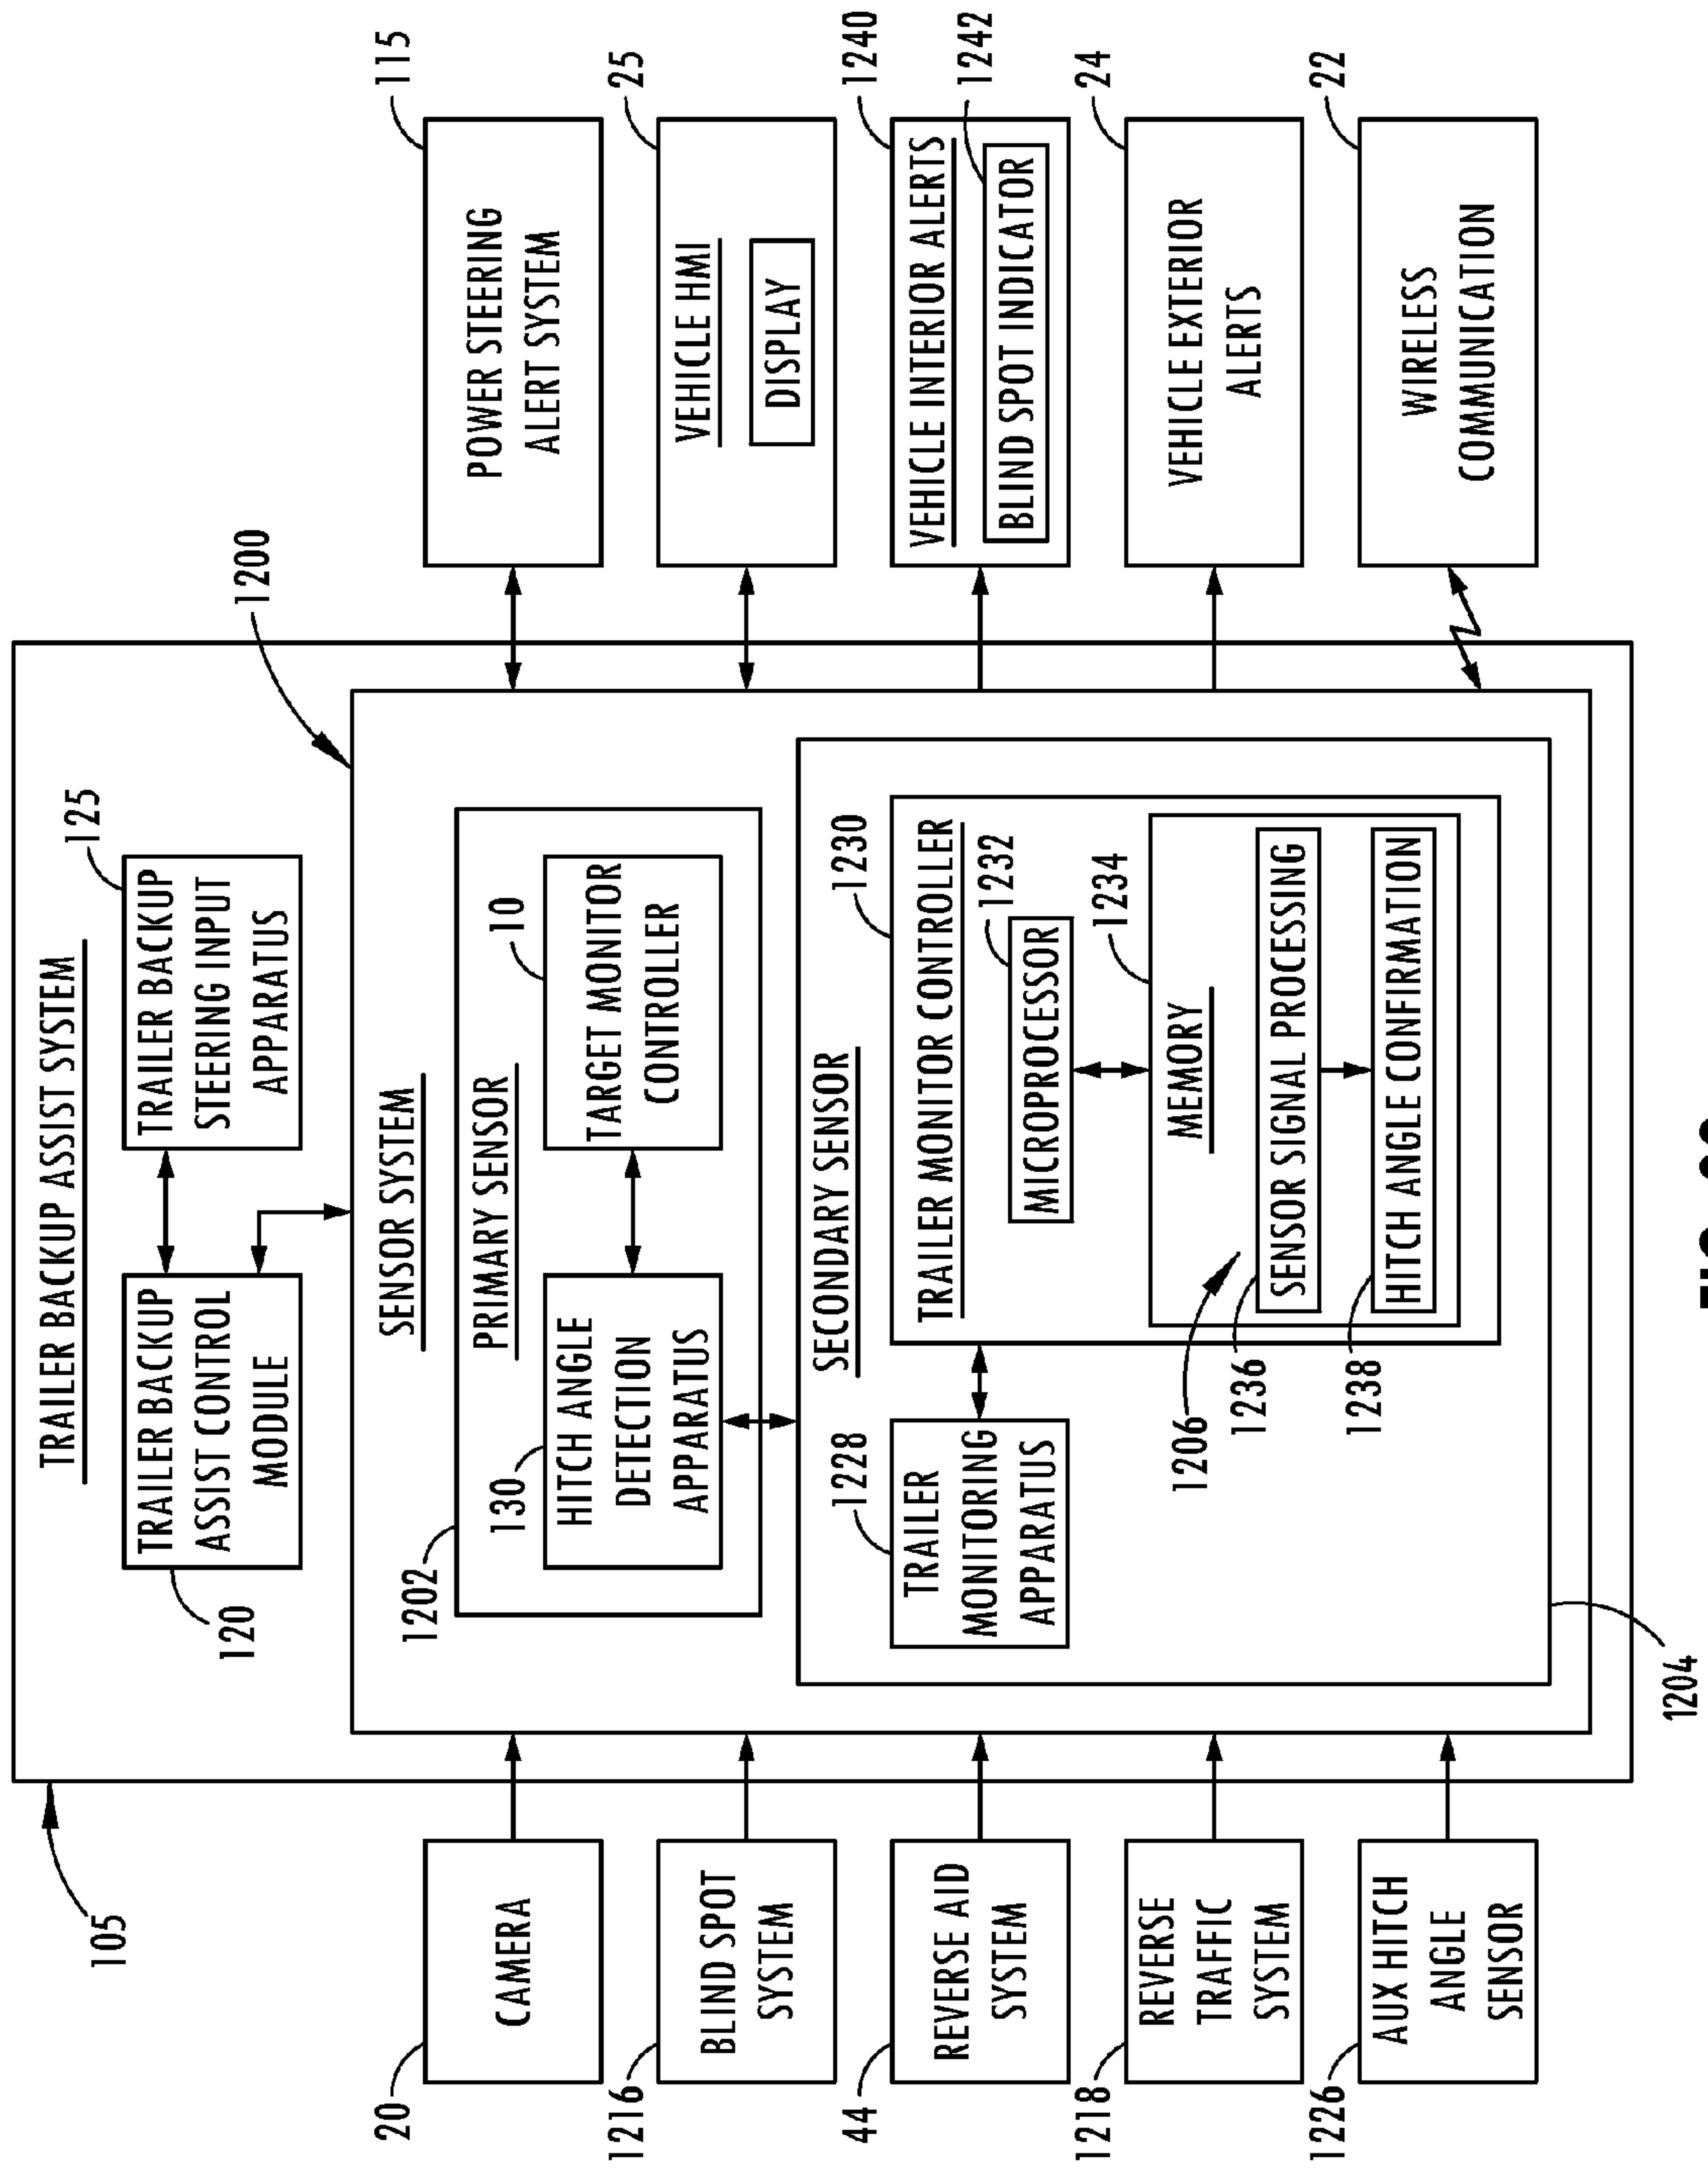 105
TRAILER BACKUP ASSIST SYSTEM
120
TRAILER BACKUP
ASSIST CONTROL
MODULE
125
TRAILER BACKUP
STEERING INPUT
APPARATUS
1200
SENSOR SYSTEM
1202
PRIMARY SENSOR
130
HITCH ANGLE
DETECTION
APPARATUS
10
TARGET MONITOR
CONTROLLER
SECONDARY SENSOR
1204
1228
TRAILER
MONITORING
APPARATUS
TRAILER MONITOR CONTROLLER
1230
MICROPROCESSOR
1232
MEMORY
1234
1206
1236
SENSOR SIGNAL PROCESSING
1238
HITCH ANGLE CONFIRMATION
20
CAMERA
1216
BLIND SPOT
SYSTEM
44
REVERSE AID
SYSTEM
1218
REVERSE
TRAFFIC
SYSTEM
1226
AUX HITCH
ANGLE
SENSOR
115
POWER STEERING
ALERT SYSTEM
25
VEHICLE HMI
DISPLAY
1240
VEHICLE INTERIOR ALERTS
1242
BLIND SPOT INDICATOR
24
VEHICLE EXTERIOR
ALERTS
22
WIRELESS
COMMUNICATION